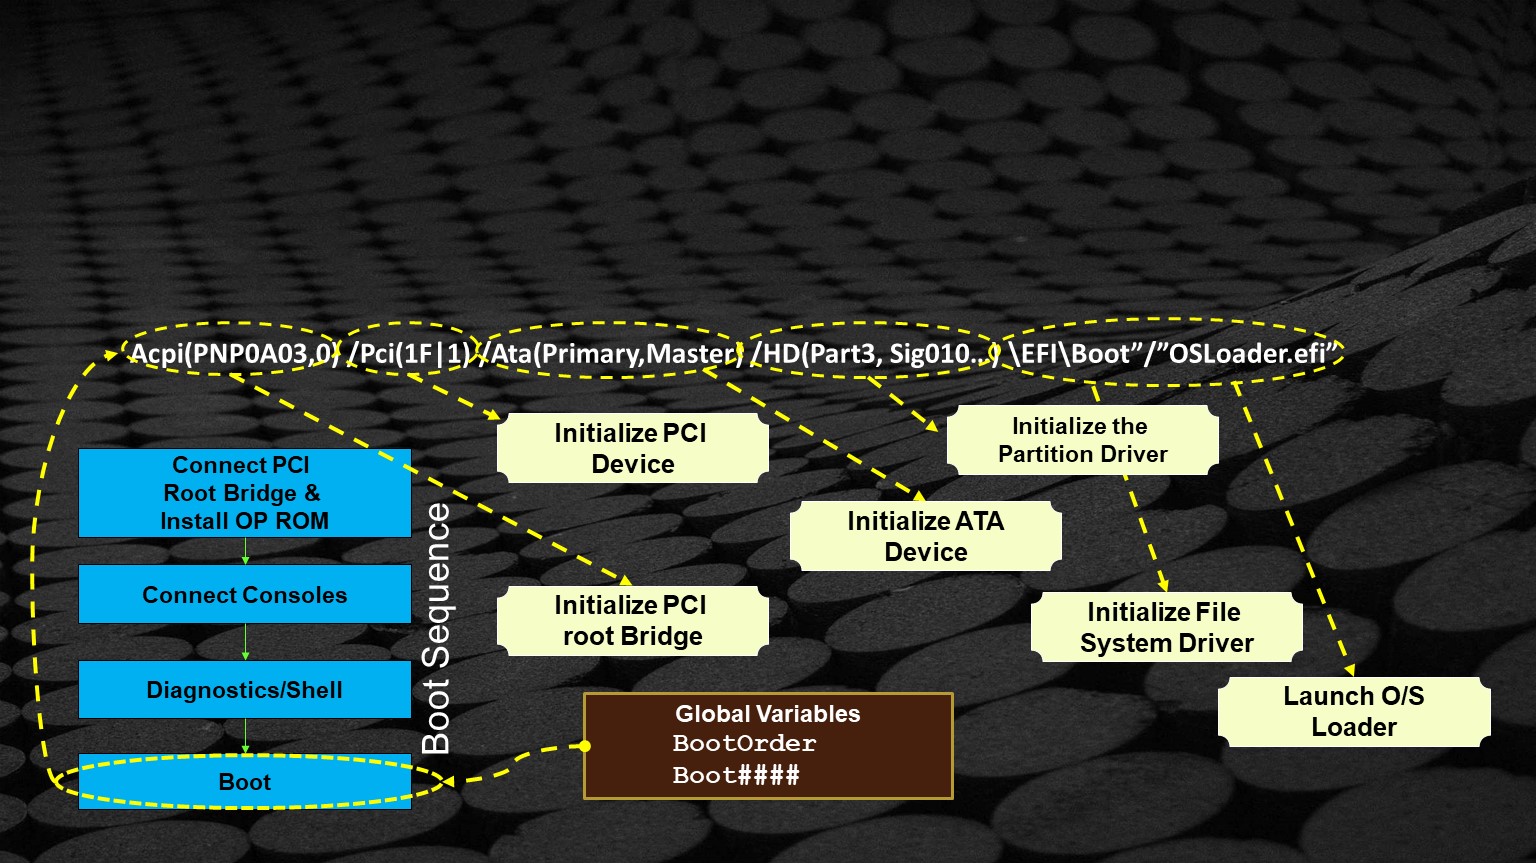 Acpi(PNP0A03,0) /Pci(1F|1) /Ata(Primary,Master) /HD(Part3, Sig010…) \EFI\Boot”/”OSLoader.efi”
Initialize PCI
Device
Initialize the
Partition Driver
Connect PCI
Root Bridge &
Install OP ROM
Initialize ATA
Device
Connect Consoles
Initialize PCI
root Bridge
Initialize File
System Driver
Boot Sequence
Diagnostics/Shell
Launch O/S
Loader
Global Variables
BootOrder
Boot####
Boot